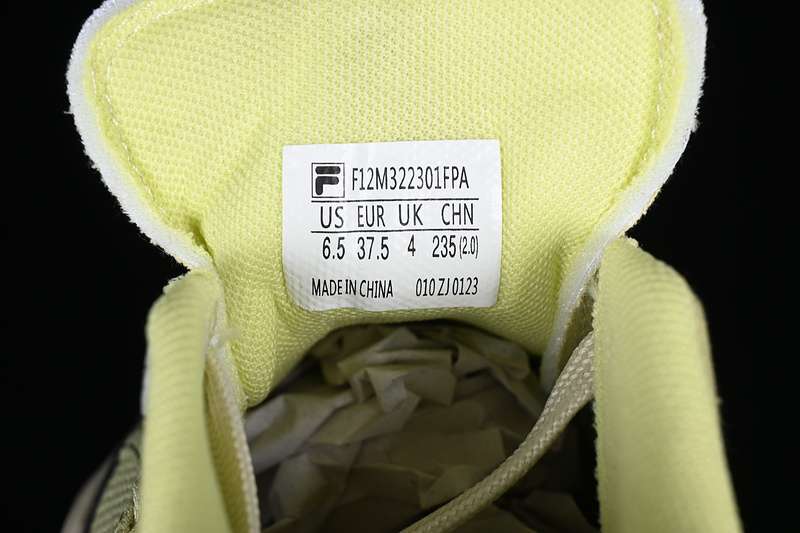 F F12M322301FPA
US EUR UK CHN
6.5 37.5 4 235(2.0)
MADE IN CHINA 010 ZJ 0123